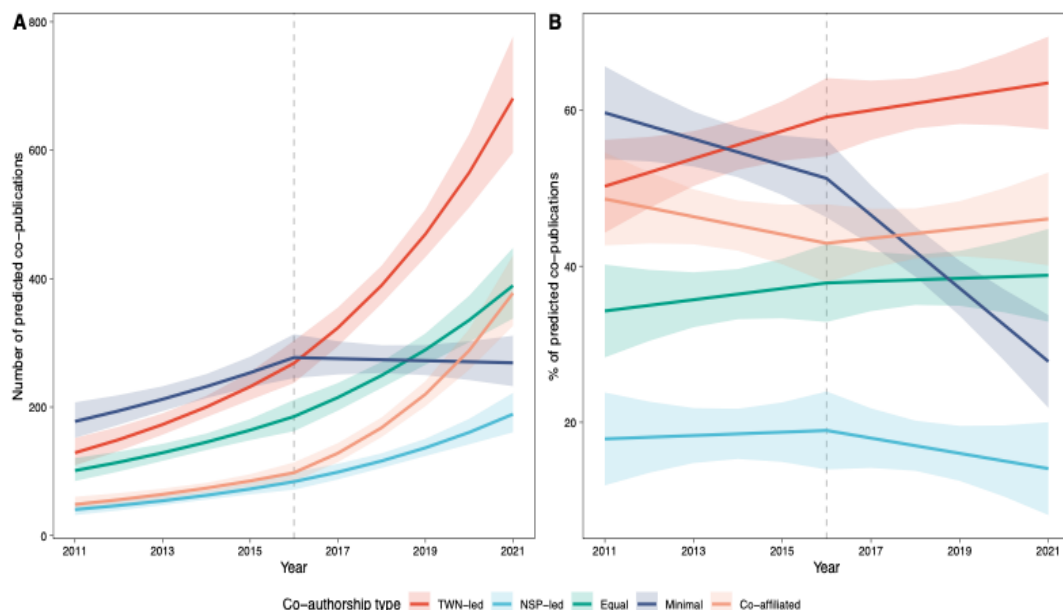 A
B
Number of predicted co-publications
800
600
400
200
0
2011 2013 2015 2017 2019 2021
Year
% of predicted co-publications
60
40
20
2011 2013 2015 2017 2019 2021
Year
Co-authorship type TWN-led NSP-led Equal Minimal Co-affiliated